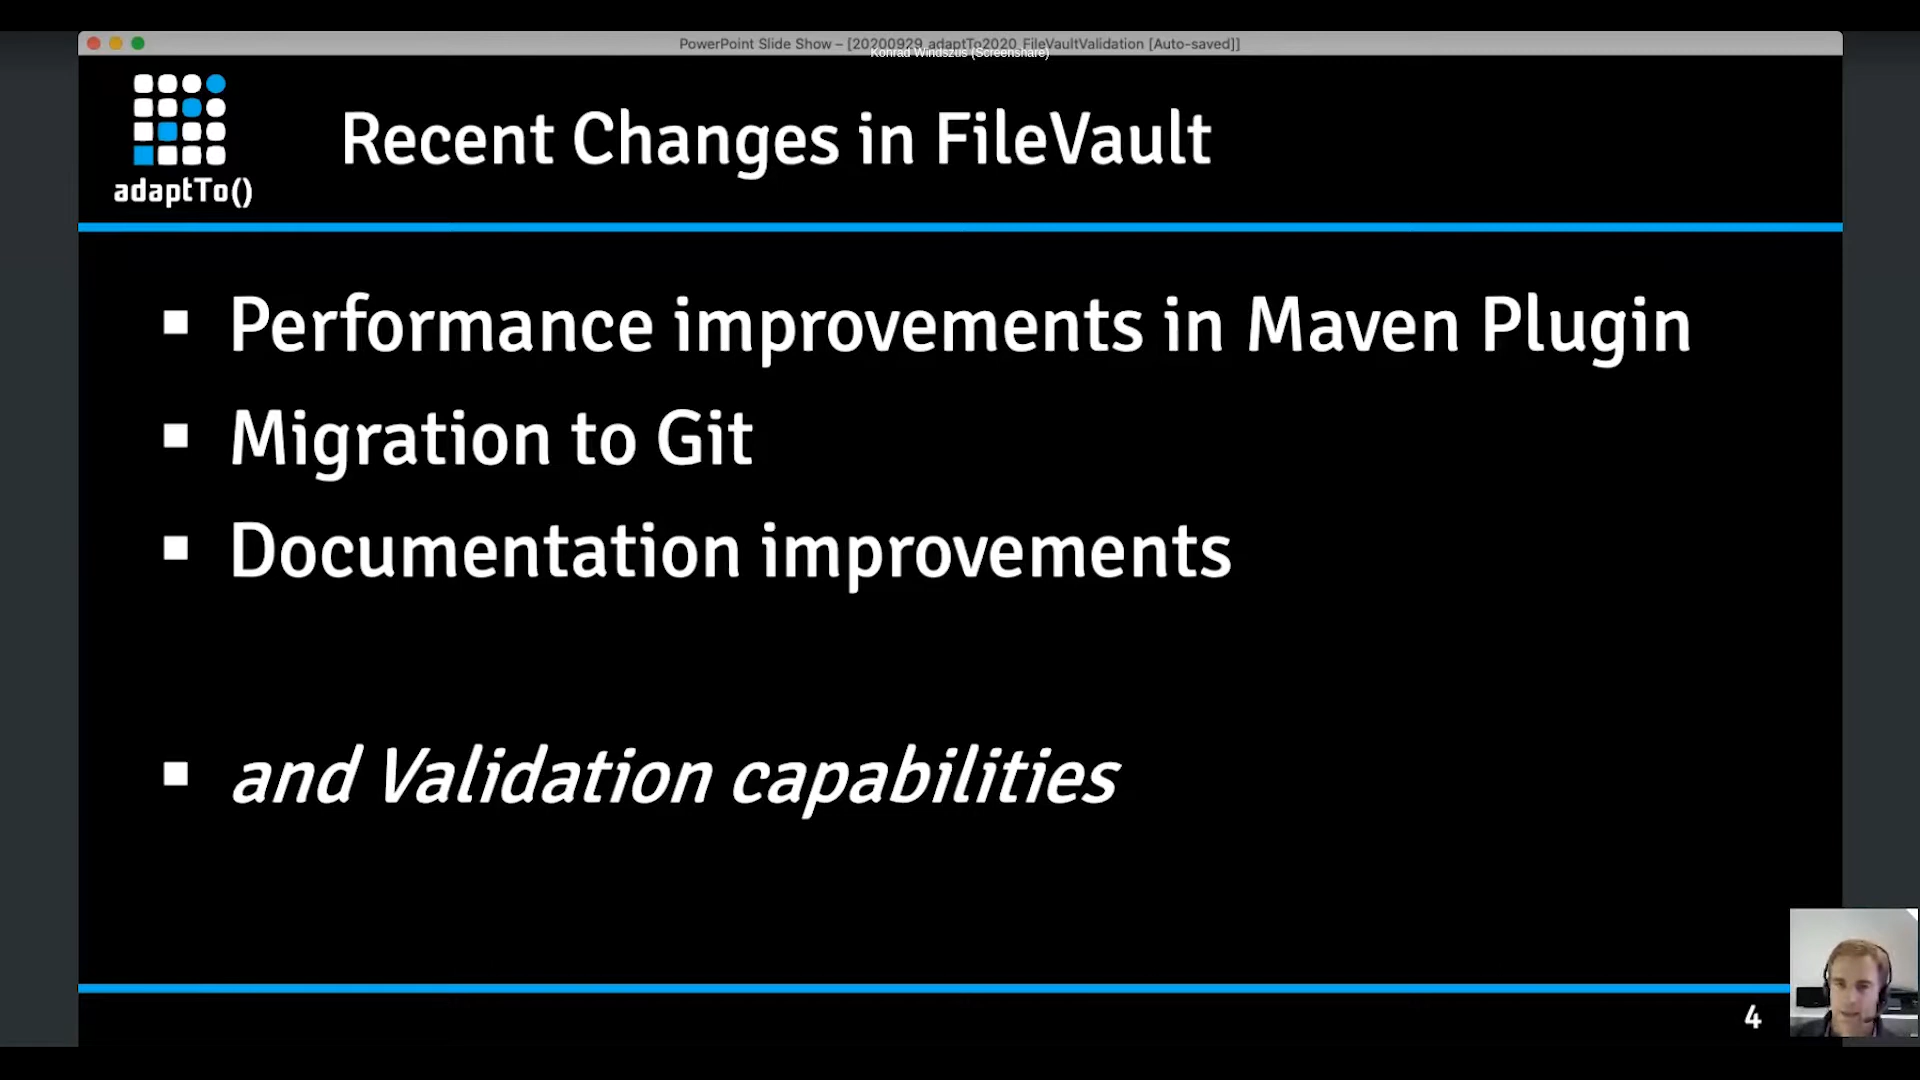 PowerPoint Slide Show – [20200929_adaptTo2020_FileVaultValidation [Auto-saved]]
Konrad Windszus (Screenshare)
adaptTo()
Recent Changes in FileVault
▪ Performance improvements in Maven Plugin
▪ Migration to Git
▪ Documentation improvements
▪ and Validation capabilities
4